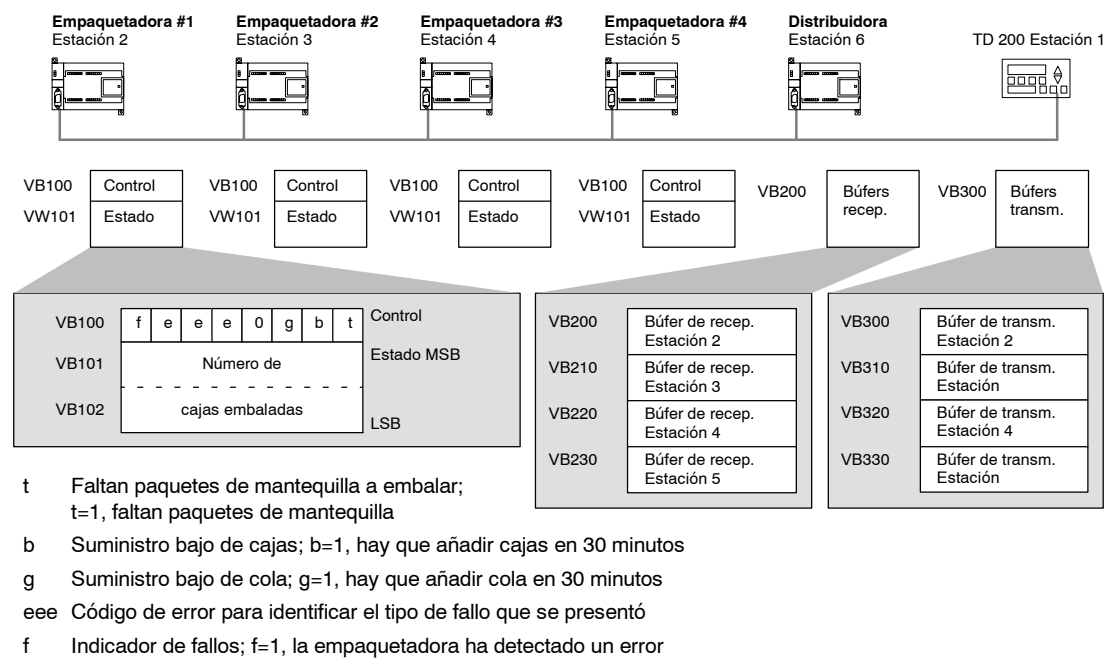 Empaquetadora #1 Empaquetadora #2 Empaquetadora #3 Empaquetadora #4 Distribuidora
Estación 2 Estación 3 Estación 4 Estación 5 Estación 6 TD 200 Estación 1
VB100 Control VB100 Control VB100 Control VB100 Control VB200 Búfers recep. VB300 Búfers transm.
VW101 Estado VW101 Estado VW101 Estado VW101 Estado
VB100 f e e e 0 g b t Control
VB101 Número de Estado MSB
VB102 cajas embaladas LSB
VB200 Búfer de recep.
Estación 2
VB210 Búfer de recep.
Estación 3
VB220 Búfer de recep.
Estación 4
VB230 Búfer de recep.
Estación 5
VB300 Búfer de transm.
Estación 2
VB310 Búfer de transm.
Estación
VB320 Búfer de transm.
Estación 4
VB330 Búfer de transm.
Estación
t Faltan paquetes de mantequilla a embalar;
t=1, faltan paquetes de mantequilla
b Suministro bajo de cajas; b=1, hay que añadir cajas en 30 minutos
g Suministro bajo de cola; g=1, hay que añadir cola en 30 minutos
eee Código de error para identificar el tipo de fallo que se presentó
f Indicador de fallos; f=1, la empaquetadora ha detectado un error